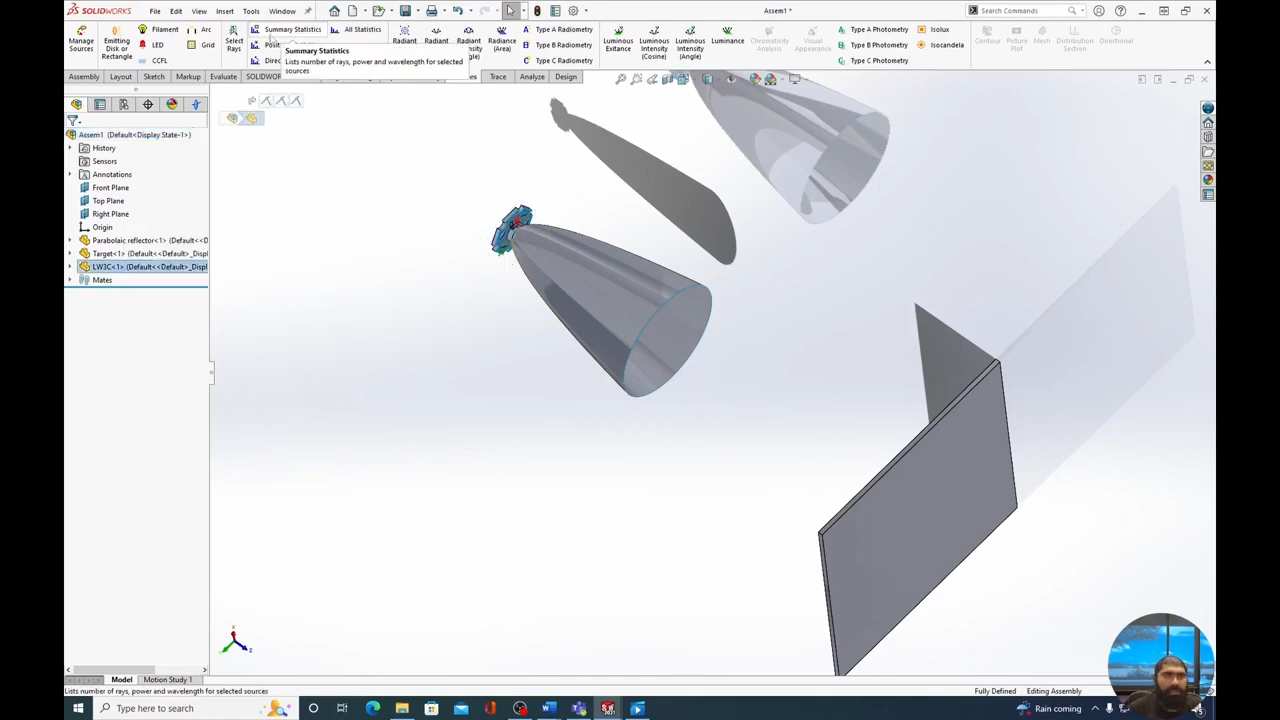 SOLIDWORKS File Edit View Insert Tools Window Assem1 * Search Commands
Manage Sources Emitting Disk or Rectangle Filament Arc Select Rays Summary Statistics All Statistics Type A Radiometry Luminous Exitance Luminous Intensity (Cosine) Luminous Intensity (Angle) Luminance Chromaticity Analysis Visual Appearance Type A Photometry Isolux Picture Plot Mesh Distribution Section Directional
LED Grid Type B Radiometry Type B Photometry Isocandela
CCFL Type C Radiometry Type C Photometry
Radiance (Area)
Summary Statistics
Lists number of rays, power and wavelength for selected
sources
Assembly Layout Sketch Markup Evaluate Trace Analyze Design
Assem1 (Default<Display State-1>)
History
Sensors
Annotations
Front Plane
Top Plane
Right Plane
Origin
Parabolic reflector<1> (Default<<D
Target<1> (Default<<Default>_Displ
LW3C<1> (Default<<Default>_Displ
Mates
Model Motion Study 1
Lists number of rays, power and wavelength for selected sources Fully Defined Editing Assembly
Type here to search Rain coming